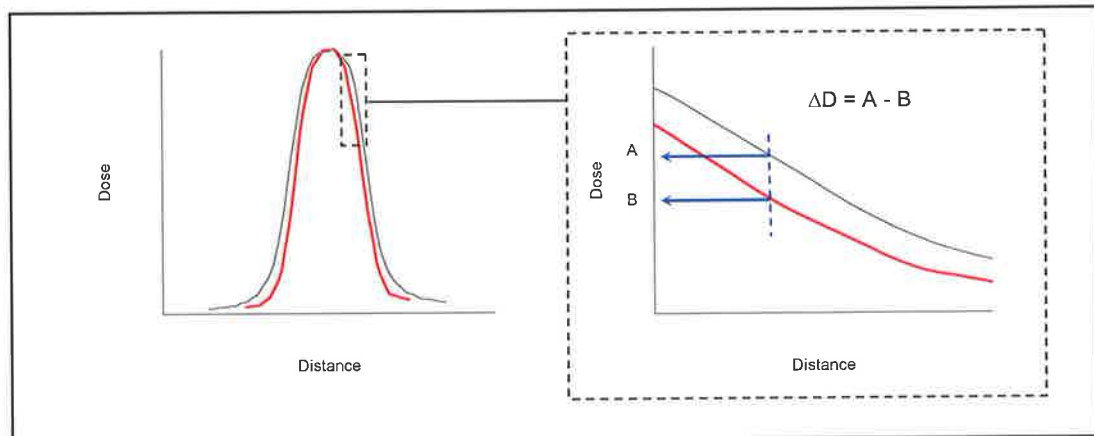 Dose
Distance
ΔD = A - B
A
B
Dose
Distance